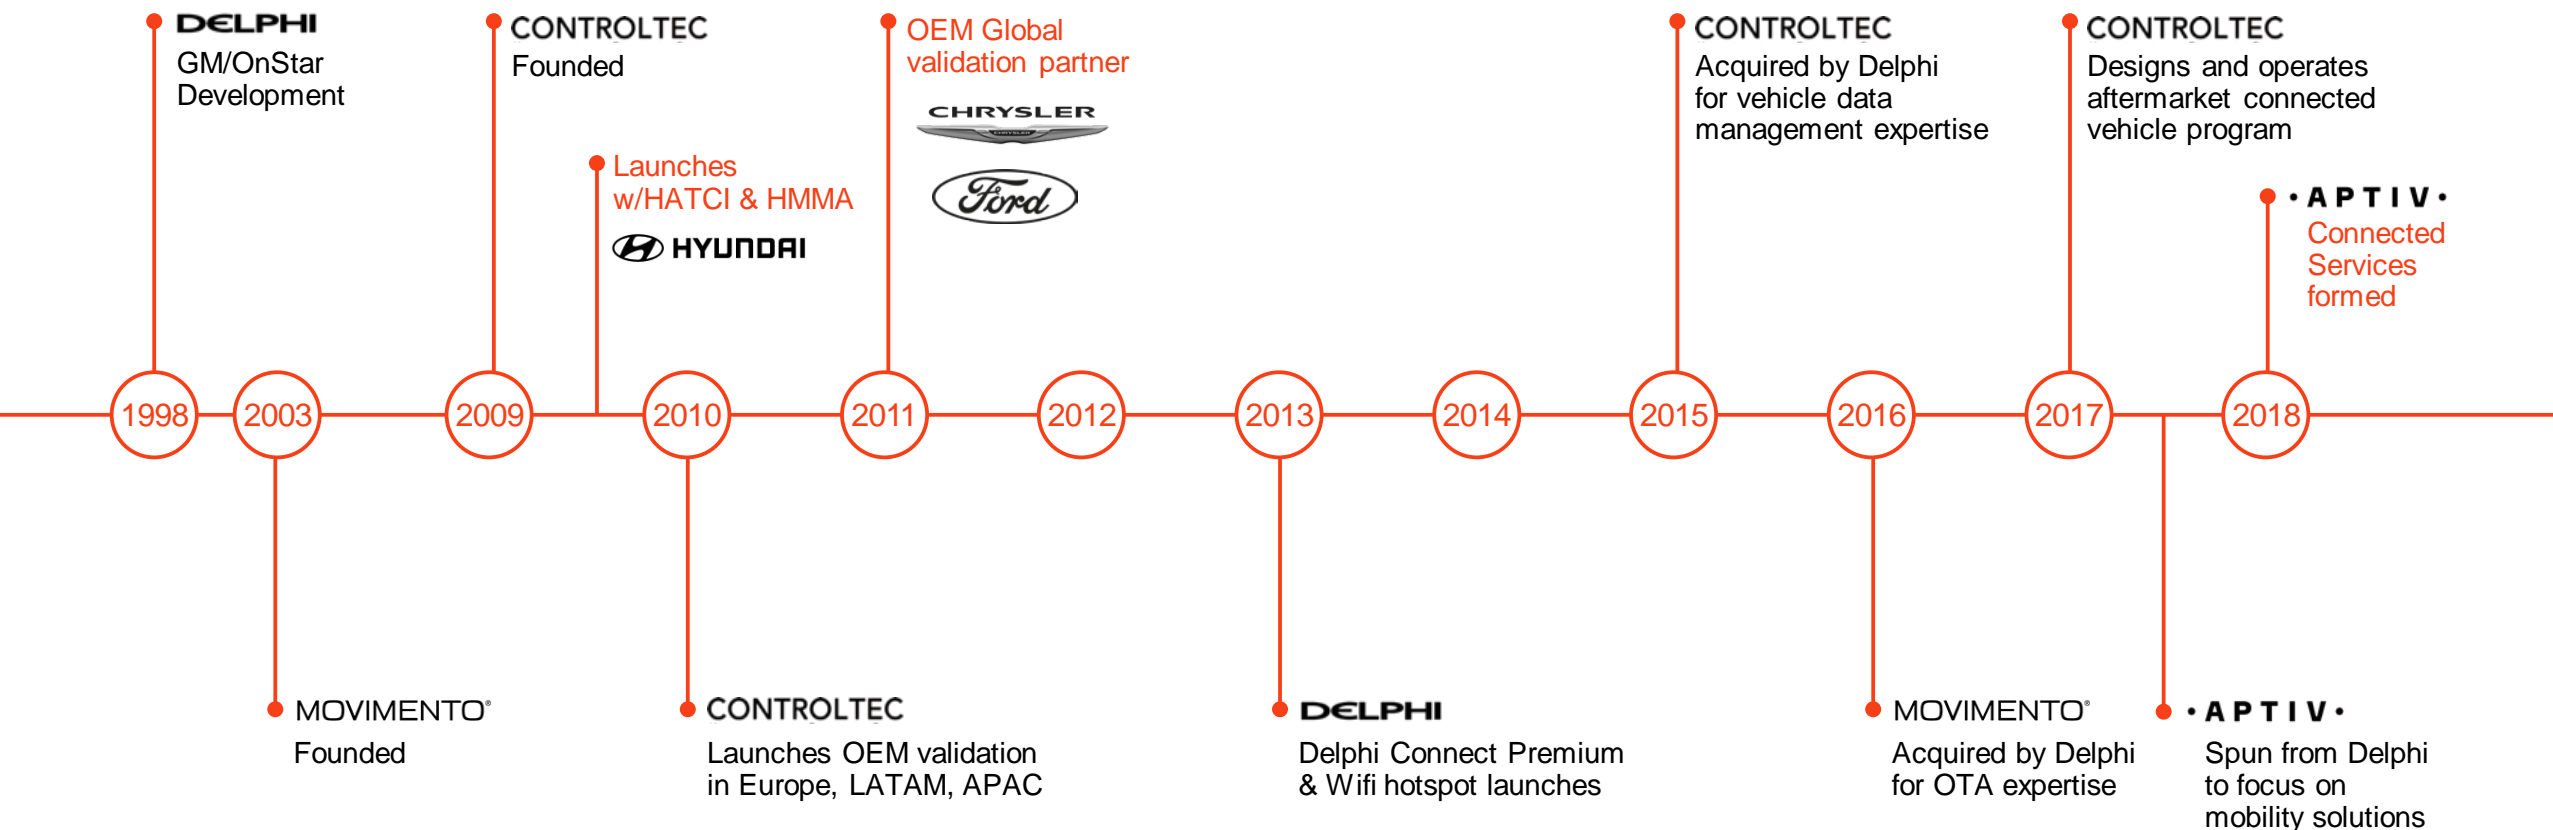 DELPHI
GM/OnStar
Development
CONTROLTEC
Founded
Launches
w/HATCI & HMMA
HYUNDAI
OEM Global
validation partner
CHRYSLER
CHRYSLER
Ford
CONTROLTEC
Acquired by Delphi
for vehicle data
management expertise
CONTROLTEC
Designs and operates
aftermarket connected
vehicle program
• APTIV •
Connected
Services
formed
1998
2003
2009
2010
2011
2012
2013
2014
2015
2016
2017
2018
MOVIMENTO®
Founded
CONTROLTEC
Launches OEM validation
in Europe, LATAM, APAC
DELPHI
Delphi Connect Premium
& Wifi hotspot launches
MOVIMENTO®
Acquired by Delphi
for OTA expertise
• APTIV •
Spun from Delphi
to focus on
mobility solutions